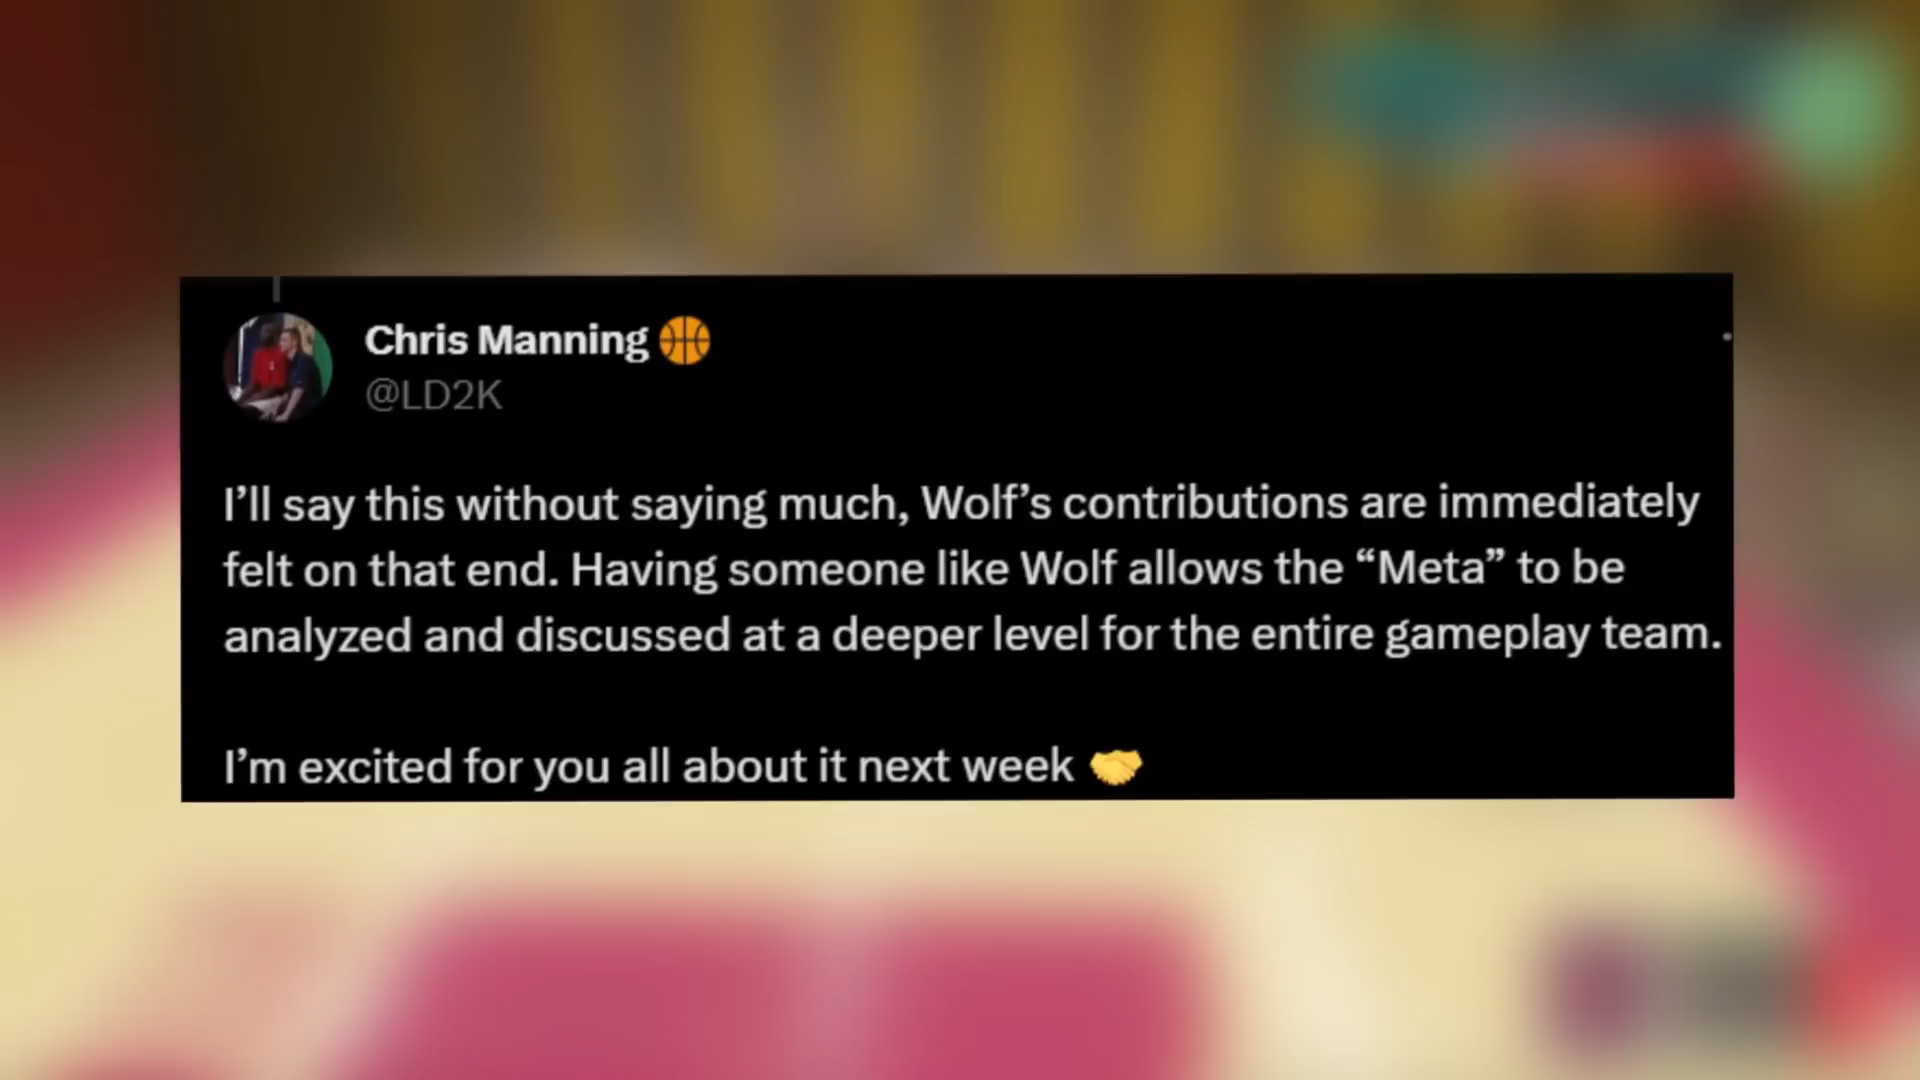 Chris Manning 🏀
@LD2K
I’ll say this without saying much, Wolf’s contributions are immediately
felt on that end. Having someone like Wolf allows the “Meta” to be
analyzed and discussed at a deeper level for the entire gameplay team.
I’m excited for you all about it next week 🤝